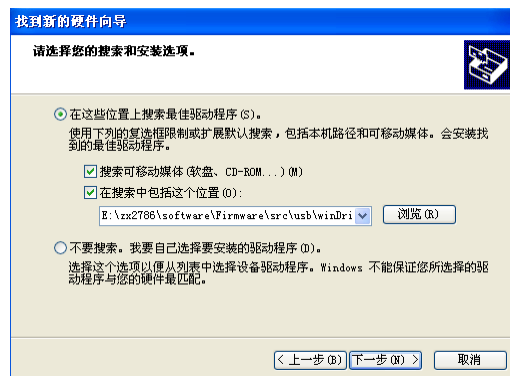 找到新的硬件向导
请选择您的搜索和安装选项。
在这些位置上搜索最佳驱动程序(S)。
使用下列的复选框限制或扩展默认搜索，包括本机路径和可移动媒体。会安装找
到的最佳驱动程序。
搜索可移动媒体(软盘、CD-ROM...)(M)
在搜索中包括这个位置(O):
E:\zx2786\software\Firmware\src\usb\winDri
浏览(R)
不要搜索。我要自己选择要安装的驱动程序(D)。
选择这个选项以便从列表中选择设备驱动程序。Windows 不能保证您所选择的驱
动程序与您的硬件最匹配。
< 上一步(B)
下一步(N) >
取消